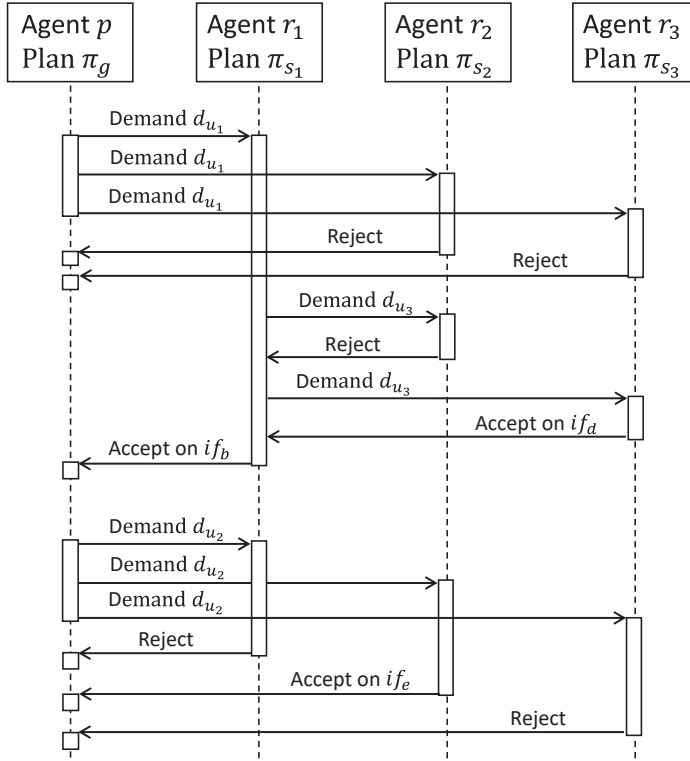 Agent p
Plan π_g
Agent r_1
Plan π_{s_1}
Agent r_2
Plan π_{s_2}
Agent r_3
Plan π_{s_3}
Demand d_{u_1}
Demand d_{u_1}
Demand d_{u_1}
Reject
Reject
Demand d_{u_3}
Reject
Demand d_{u_3}
Accept on if_d
Accept on if_b
Demand d_{u_2}
Demand d_{u_2}
Demand d_{u_2}
Reject
Accept on if_e
Reject